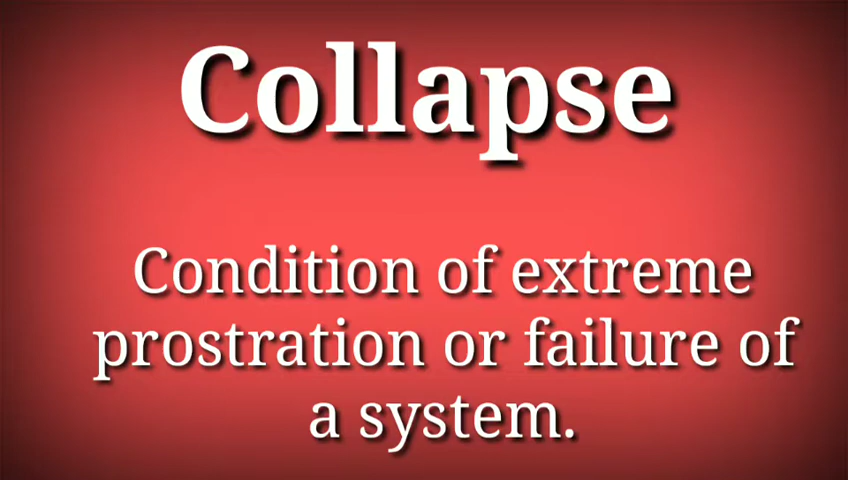 Collapse
Condition of extreme
prostration or failure of
a system.